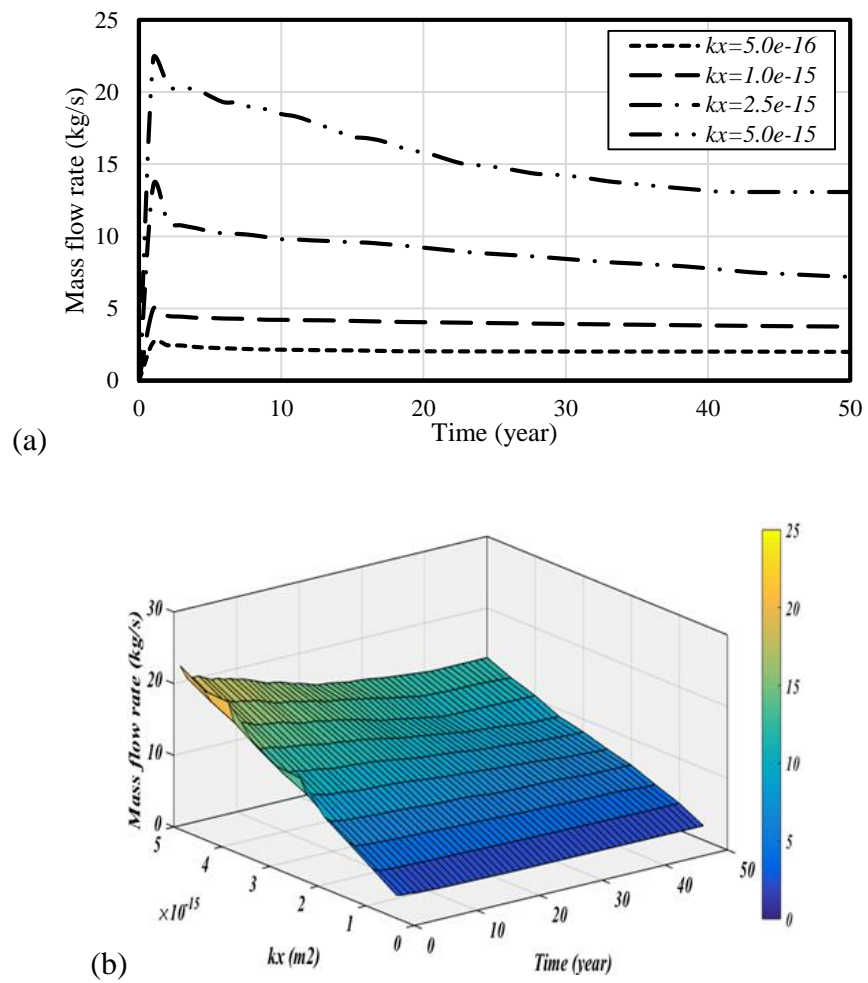 25
20
15
10
5
0
Mass flow rate (kg/s)
kx=5.0e-16
kx=1.0e-15
kx=2.5e-15
kx=5.0e-15
0 10 20 30 40 50
Time (year)
(a)
30
20
10
0
Mass flow rate (kg/s)
5
4
3
2
1
0
×10-15
kx (m2)
0
10
20
30
40
50
Time (year)
25
20
15
10
5
0
(b)